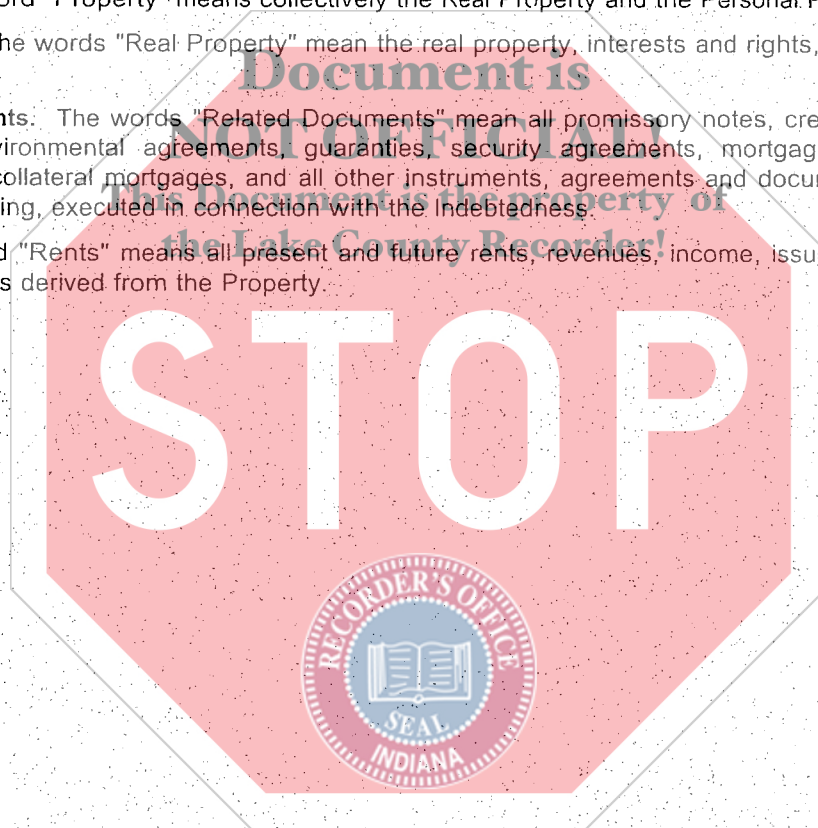 ord "Property" means collectively the Real Property and the Personal P
he words "Real Property" mean the real property, interests and rights,
Document is
nts. The words "Related Documents" mean all promissory notes, cre
NOT OFFICIAL!
vironmental agreements, guaranties, security agreements, mortgag
collateral mortgages, and all other instruments, agreements and docu
This Document is the property of
ing, executed in connection with the Indebtedness.
the Lake County Recorder!
d "Rents" means all present and future rents, revenues, income, issu
s derived from the Property.
STOP
RECORDER'S OFFICE
SEAL
INDIANA